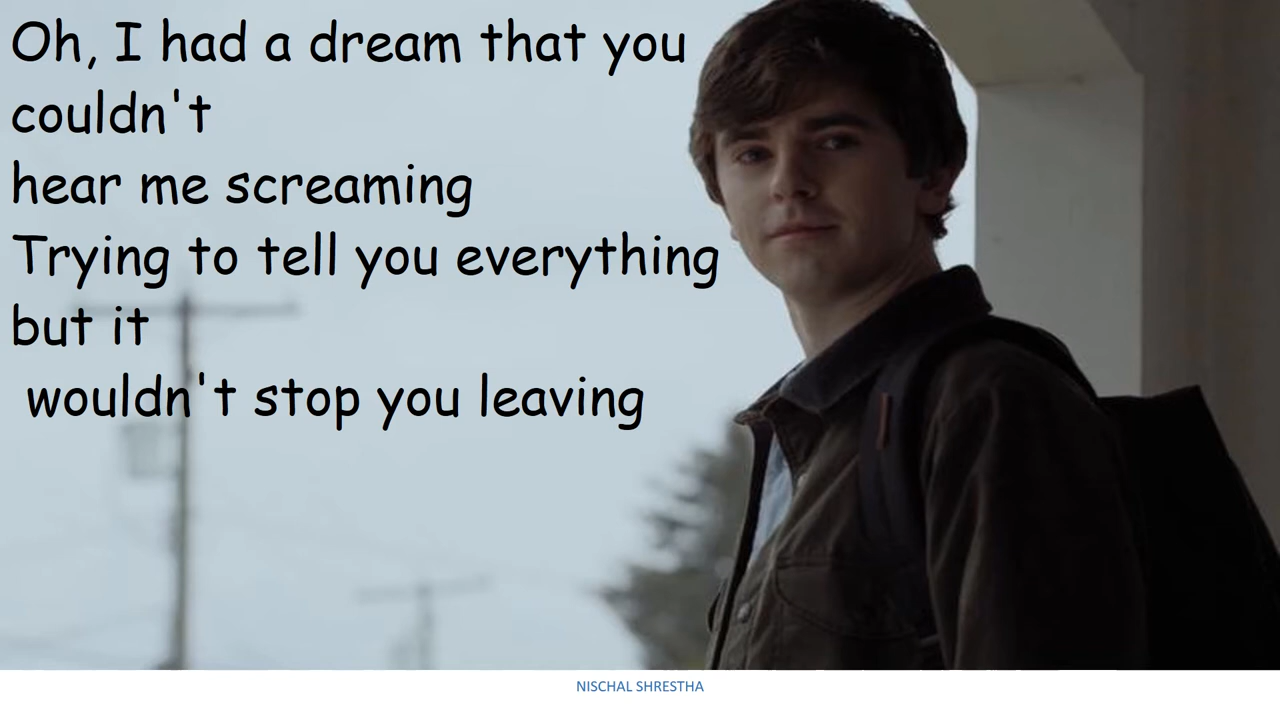 Oh, I had a dream that you
couldn't
hear me screaming
Trying to tell you everything
but it
wouldn't stop you leaving
NISCHAL SHRESTHA